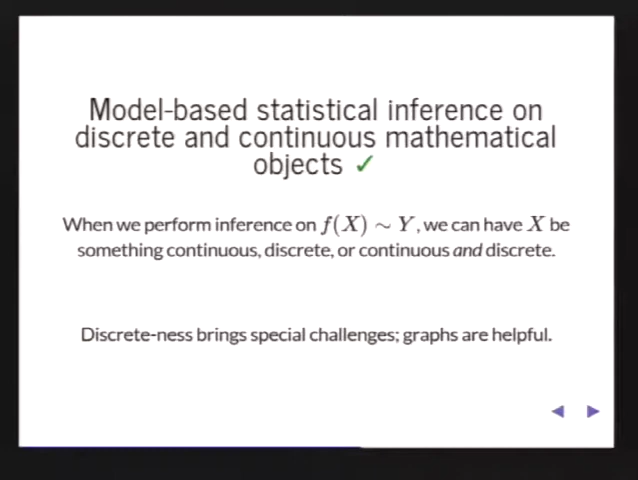 Model-based statistical inference on
discrete and continuous mathematical
objects ✓
When we perform inference on f(X) ∼ Y, we can have X be
something continuous, discrete, or continuous and discrete.
Discrete-ness brings special challenges; graphs are helpful.